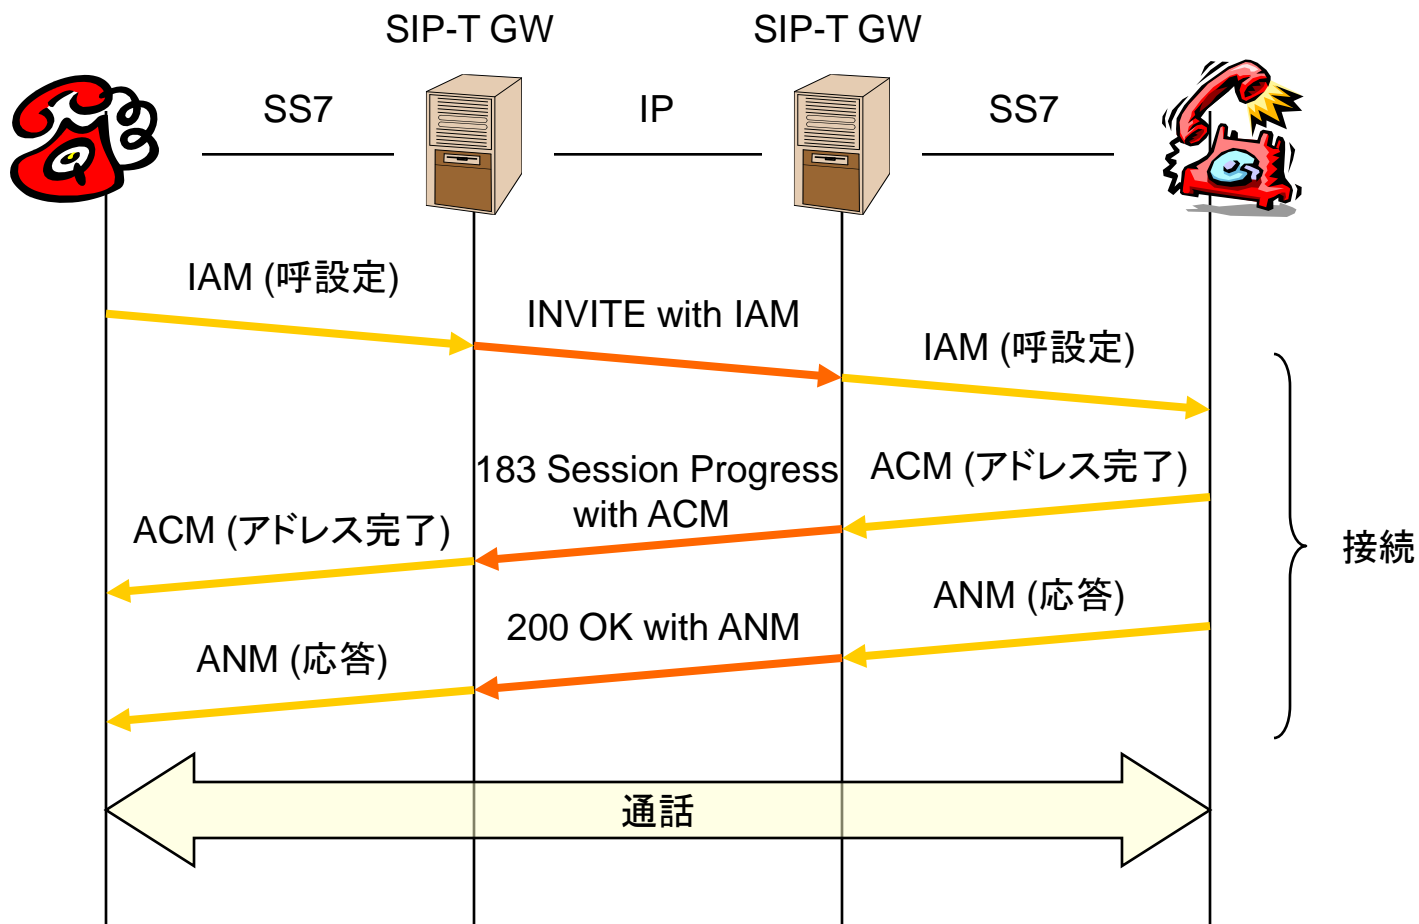 SIP-T GW
SIP-T GW
SS7
IP
SS7
IAM (呼設定)
INVITE with IAM
IAM (呼設定)
183 Session Progress
with ACM
ACM (アドレス完了)
ACM (アドレス完了)
接続
ANM (応答)
200 OK with ANM
ANM (応答)
通話